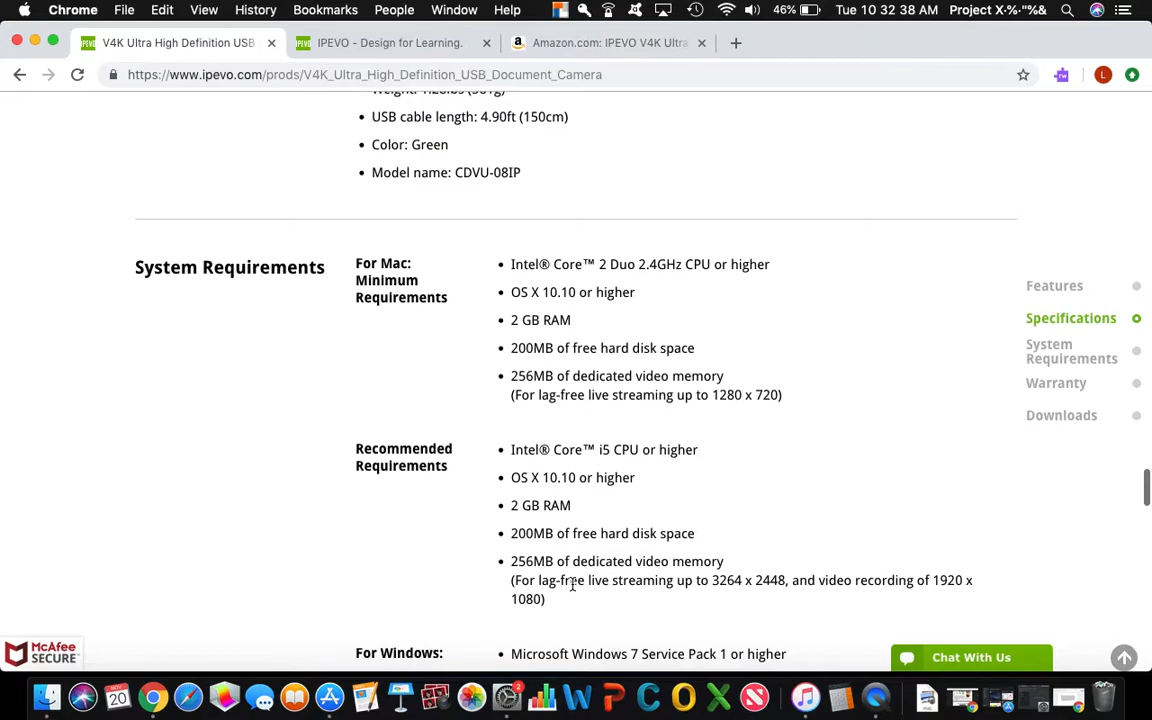 Chrome File Edit View History Bookmarks People Window Help 46% Tue 10 32 38 AM Project X·%·"%&
V4K Ultra High Definition USB IPEVO - Design for Learning. Amazon.com: IPEVO V4K Ultra
https://www.ipevo.com/prods/V4K_Ultra_High_Definition_USB_Document_Camera
USB cable length: 4.90ft (150cm)
Color: Green
Model name: CDVU-08IP
System Requirements
For Mac:
Minimum
Requirements
Intel® Core™ 2 Duo 2.4GHz CPU or higher
OS X 10.10 or higher
2 GB RAM
200MB of free hard disk space
256MB of dedicated video memory
(For lag-free live streaming up to 1280 x 720)
Recommended
Requirements
Intel® Core™ i5 CPU or higher
OS X 10.10 or higher
2 GB RAM
200MB of free hard disk space
256MB of dedicated video memory
(For lag-free live streaming up to 3264 x 2448, and video recording of 1920 x
1080)
For Windows:
Microsoft Windows 7 Service Pack 1 or higher
Features
Specifications
System
Requirements
Warranty
Downloads
McAfee
SECURE
Chat With Us
NOV
20